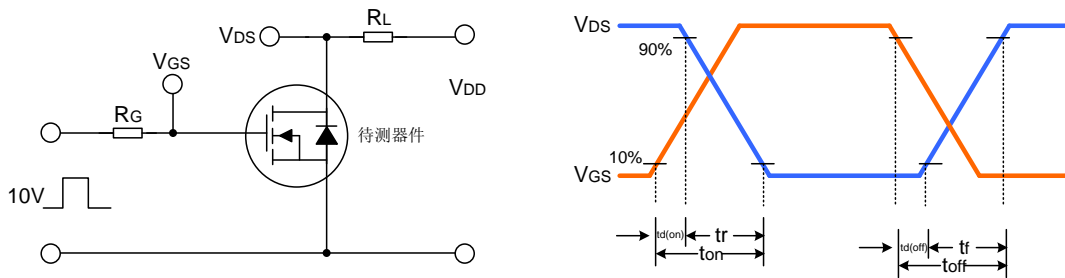 VDS
RL
VGS
VDD
RG
待测器件
10V
VDS
90%
10%
VGS
td(on)
tr
ton
td(off)
tf
toff